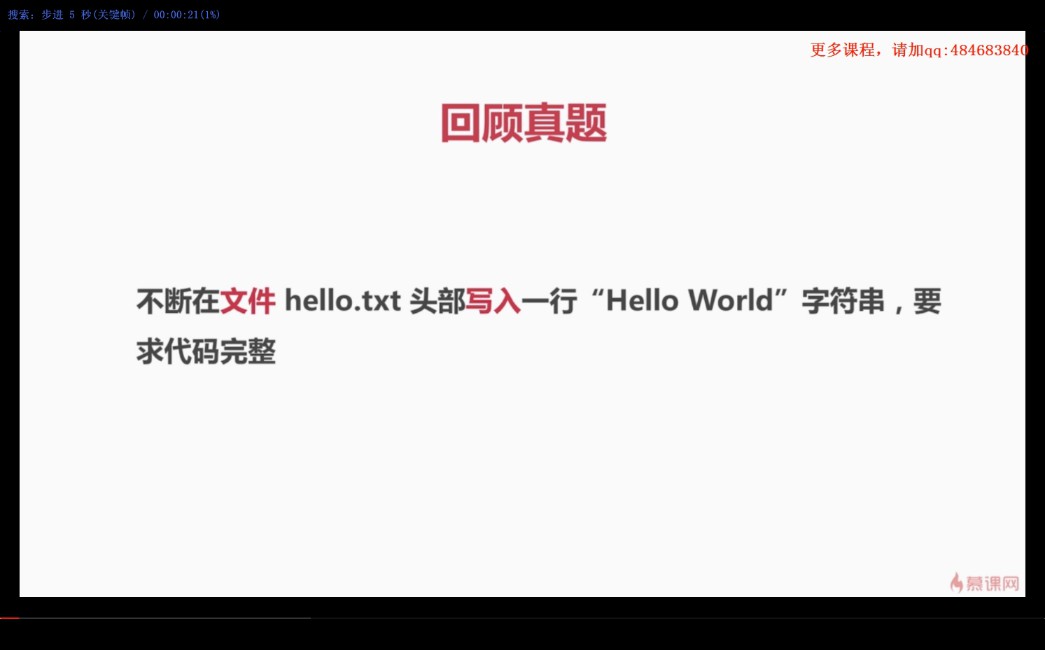 搜索: 步进 5 秒(关键帧) / 00:00:21(1%)
更多课程，请加qq:484683840
回顾真题
不断在文件 hello.txt 头部写入一行“Hello World”字符串，要
求代码完整
慕课网